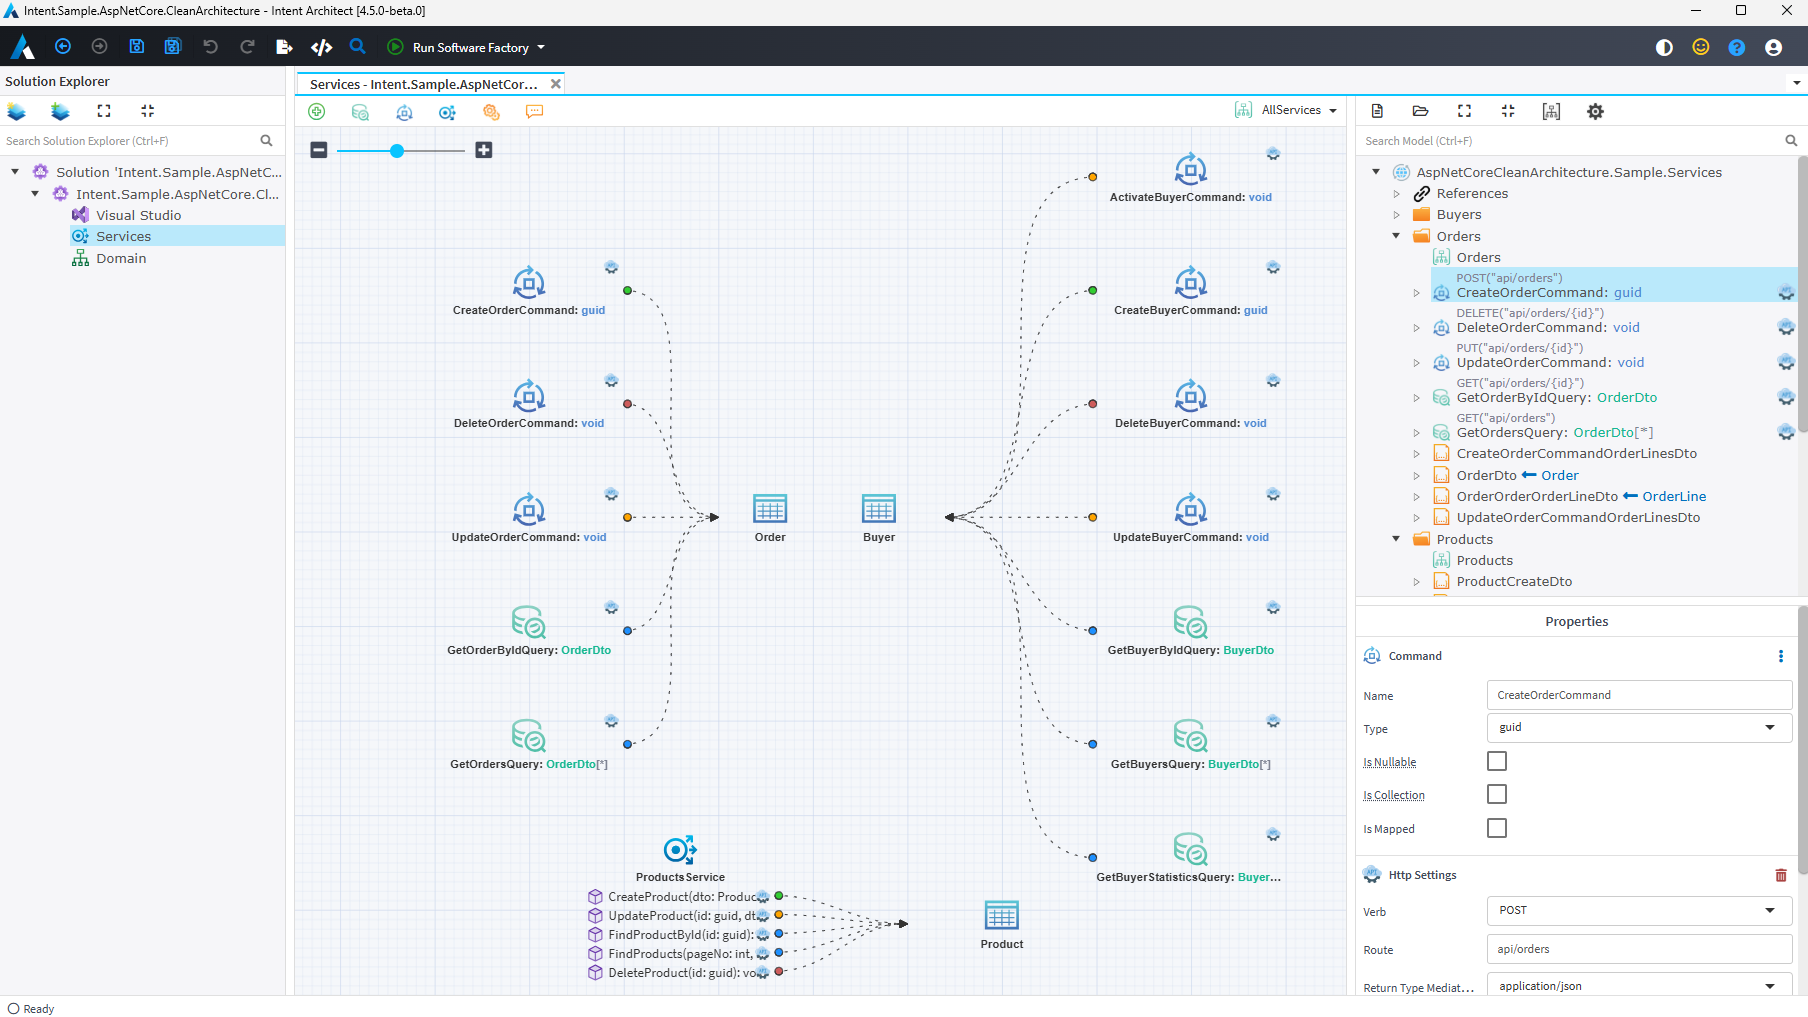 Intent.Sample.AspNetCore.CleanArchitecture - Intent Architect [4.5.0-beta.0]
Run Software Factory
Solution Explorer
Search Solution Explorer (Ctrl+F)
Solution 'Intent.Sample.AspNetC...
Intent.Sample.AspNetCore.Cl...
Visual Studio
Services
Domain
Services - Intent.Sample.AspNetCor...
AllServices
ActivateBuyerCommand: void
CreateOrderCommand: guid
CreateBuyerCommand: guid
DeleteOrderCommand: void
DeleteBuyerCommand: void
Order
Buyer
UpdateOrderCommand: void
UpdateBuyerCommand: void
GetOrderByIdQuery: OrderDto
GetBuyerByIdQuery: BuyerDto
GetOrdersQuery: OrderDto[*]
GetBuyersQuery: BuyerDto[*]
GetBuyerStatisticsQuery: Buyer...
ProductsService
CreateProduct(dto: Produc
UpdateProduct(id: guid, dt
FindProductById(id: guid):
FindProducts(pageNo: int,
DeleteProduct(id: guid): vo
Product
Search Model (Ctrl+F)
AspNetCoreCleanArchitecture.Sample.Services
References
Buyers
Orders
Orders
POST("api/orders")
CreateOrderCommand: guid
DELETE("api/orders/{id}")
DeleteOrderCommand: void
PUT("api/orders/{id}")
UpdateOrderCommand: void
GET("api/orders/{id}")
GetOrderByIdQuery: OrderDto
GET("api/orders")
GetOrdersQuery: OrderDto[*]
CreateOrderCommandOrderLinesDto
OrderDto Order
OrderOrderOrderLineDto OrderLine
UpdateOrderCommandOrderLinesDto
Products
Products
ProductCreateDto
Properties
Command
Name CreateOrderCommand
Type guid
Is Nullable
Is Collection
Is Mapped
Http Settings
Verb POST
Route api/orders
Return Type Mediat... application/json
Ready